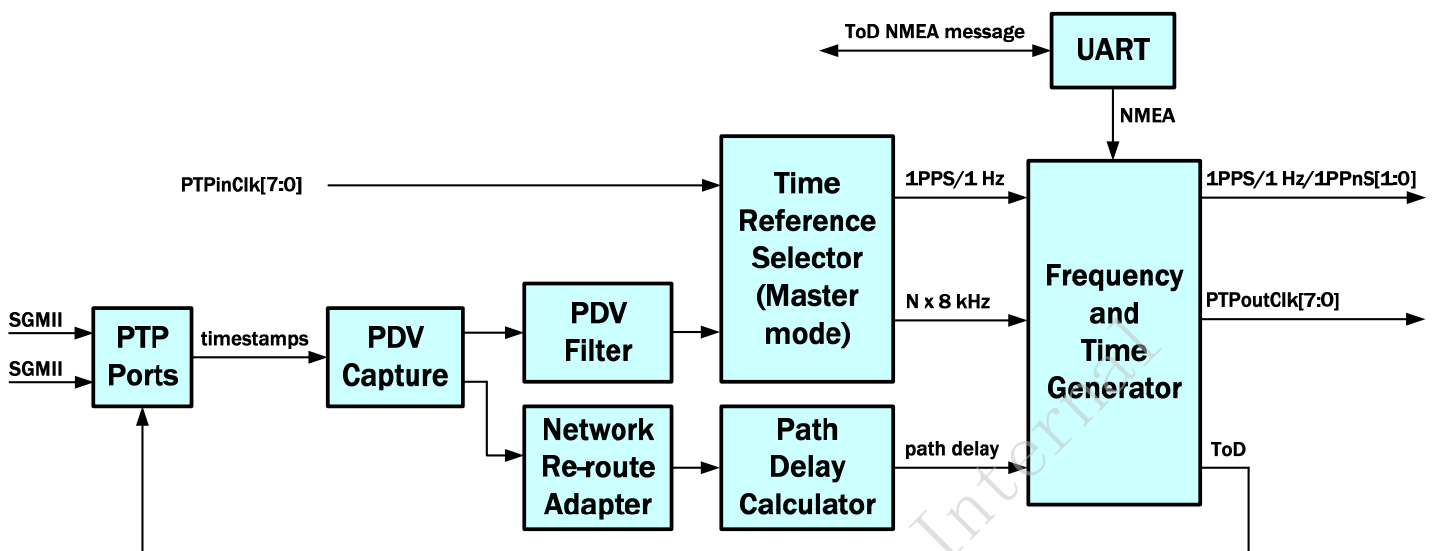 ToD NMEA message
UART
NMEA
PTPinClk[7:0]
Time
Reference
Selector
(Master
mode)
1PPS/1 Hz
N x 8 kHz
1PPS/1 Hz/1PPnS[1:0]
Frequency
and
Time
Generator
PTPoutClk[7:0]
SGMII
SGMII
PTP
Ports
timestamps
PDV
Capture
PDV
Filter
Network
Re-route
Adapter
Path
Delay
Calculator
path delay
ToD
Internal